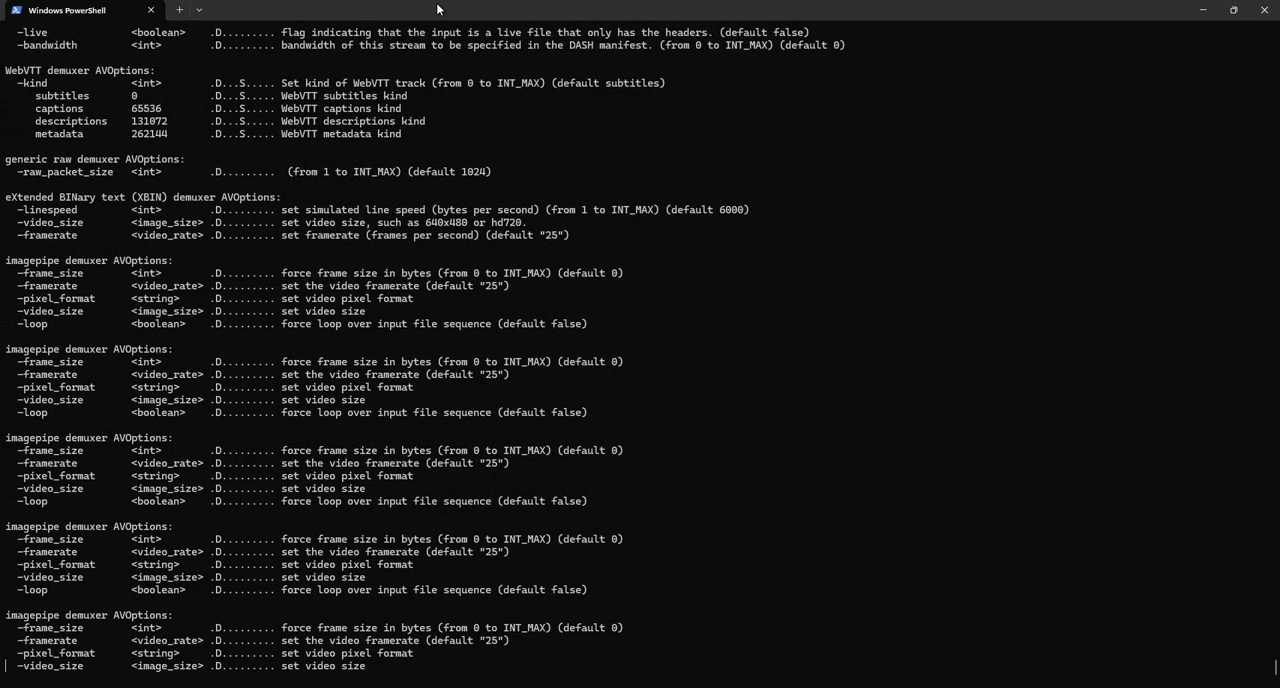 Windows PowerShell
-live <boolean> .D......... flag indicating that the input is a live file that only has the headers. (default false)
-bandwidth <int> .D......... bandwidth of this stream to be specified in the DASH manifest. (from 0 to INT_MAX) (default 0)
WebVTT demuxer AVOptions:
-kind <int> .D...S..... Set kind of WebVTT track (from 0 to INT_MAX) (default subtitles)
subtitles 0 .D...S..... WebVTT subtitles kind
captions 65536 .D...S..... WebVTT captions kind
descriptions 131072 .D...S..... WebVTT descriptions kind
metadata 262144 .D...S..... WebVTT metadata kind
generic raw demuxer AVOptions:
-raw_packet_size <int> .D......... (from 1 to INT_MAX) (default 1024)
eXtended BINary text (XBIN) demuxer AVOptions:
-linespeed <int> .D......... set simulated line speed (bytes per second) (from 1 to INT_MAX) (default 6000)
-video_size <image_size> .D......... set video size, such as 640x480 or hd720.
-framerate <video_rate> .D......... set framerate (frames per second) (default "25")
imagepipe demuxer AVOptions:
-frame_size <int> .D......... force frame size in bytes (from 0 to INT_MAX) (default 0)
-framerate <video_rate> .D......... set the video framerate (default "25")
-pixel_format <string> .D......... set video pixel format
-video_size <image_size> .D......... set video size
-loop <boolean> .D......... force loop over input file sequence (default false)
imagepipe demuxer AVOptions:
-frame_size <int> .D......... force frame size in bytes (from 0 to INT_MAX) (default 0)
-framerate <video_rate> .D......... set the video framerate (default "25")
-pixel_format <string> .D......... set video pixel format
-video_size <image_size> .D......... set video size
-loop <boolean> .D......... force loop over input file sequence (default false)
imagepipe demuxer AVOptions:
-frame_size <int> .D......... force frame size in bytes (from 0 to INT_MAX) (default 0)
-framerate <video_rate> .D......... set the video framerate (default "25")
-pixel_format <string> .D......... set video pixel format
-video_size <image_size> .D......... set video size
-loop <boolean> .D......... force loop over input file sequence (default false)
imagepipe demuxer AVOptions:
-frame_size <int> .D......... force frame size in bytes (from 0 to INT_MAX) (default 0)
-framerate <video_rate> .D......... set the video framerate (default "25")
-pixel_format <string> .D......... set video pixel format
-video_size <image_size> .D......... set video size
-loop <boolean> .D......... force loop over input file sequence (default false)
imagepipe demuxer AVOptions:
-frame_size <int> .D......... force frame size in bytes (from 0 to INT_MAX) (default 0)
-framerate <video_rate> .D......... set the video framerate (default "25")
-pixel_format <string> .D......... set video pixel format
-video_size <image_size> .D......... set video size